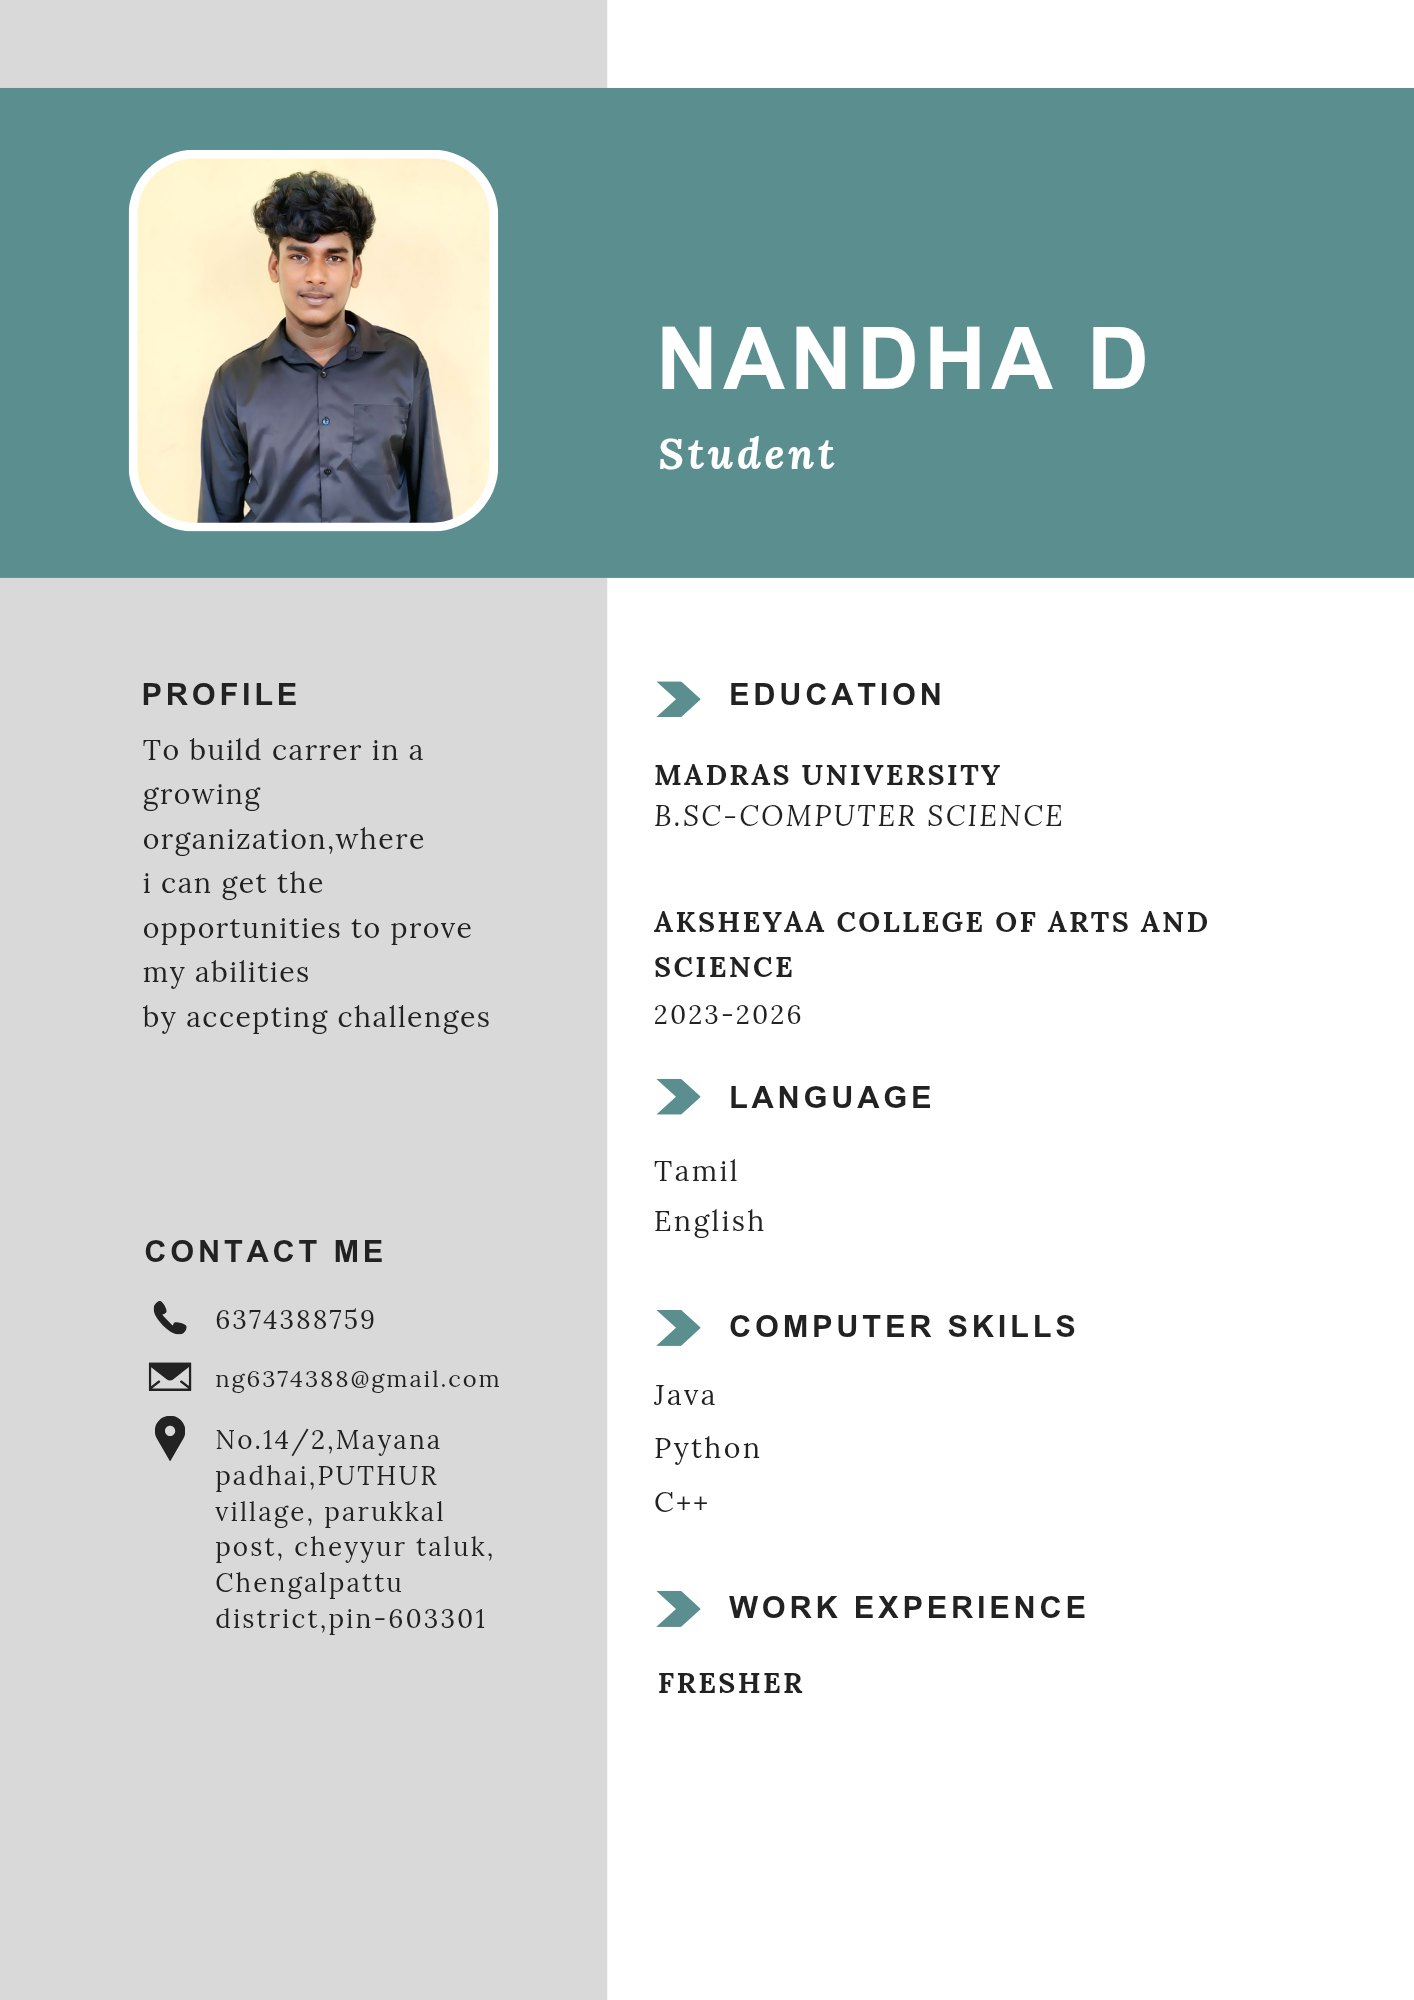 NANDHA D
Student
PROFILE
To build carrer in a
growing
organization,where
i can get the
opportunities to prove
my abilities
by accepting challenges
CONTACT ME
6374388759
ng6374388@gmail.com
No.14/2,Mayana
padhai,PUTHUR
village, parukkal
post, cheyyur taluk,
Chengalpattu
district,pin-603301
EDUCATION
MADRAS UNIVERSITY
B.SC-COMPUTER SCIENCE
AKSHEYAA COLLEGE OF ARTS AND
SCIENCE
2023-2026
LANGUAGE
Tamil
English
COMPUTER SKILLS
Java
Python
C++
WORK EXPERIENCE
FRESHER